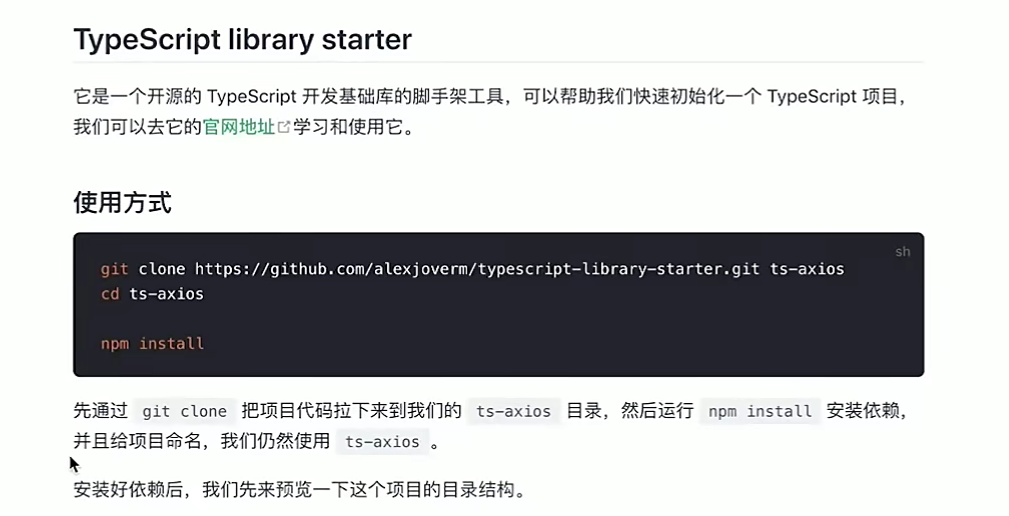 TypeScript library starter
它是一个开源的 TypeScript 开发基础库的脚手架工具，可以帮助我们快速初始化一个 TypeScript 项目，
我们可以去它的官网地址学习和使用它。
使用方式
sh
git clone https://github.com/alexjoverm/typescript-library-starter.git ts-axios
cd ts-axios
npm install
先通过 git clone 把项目代码拉下来到我们的 ts-axios 目录，然后运行 npm install 安装依赖，
并且给项目命名，我们仍然使用 ts-axios 。
安装好依赖后，我们先来预览一下这个项目的目录结构。